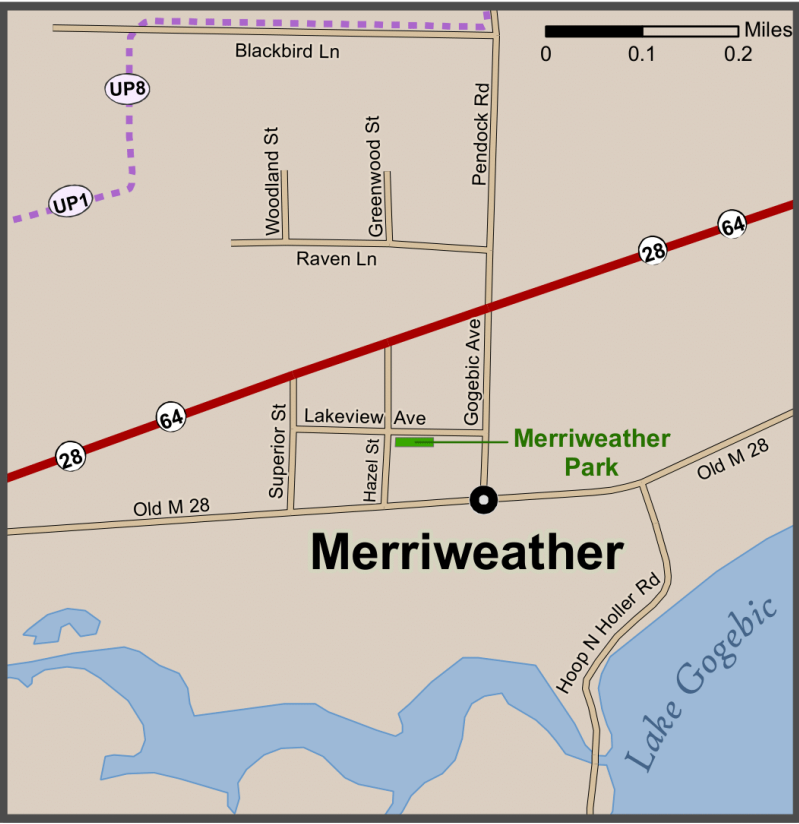 Miles
0 0.1 0.2
Blackbird Ln
UP8
Pendock Rd
Woodland St
Greenwood St
UP1
64
28
Raven Ln
Gogebic Ave
Superior St
Lakeview Ave
64
Hazel St
Merriweather
Park
28
Old M 28
Old M 28
Merriweather
Hoop N Holler Rd
Lake Gogebic